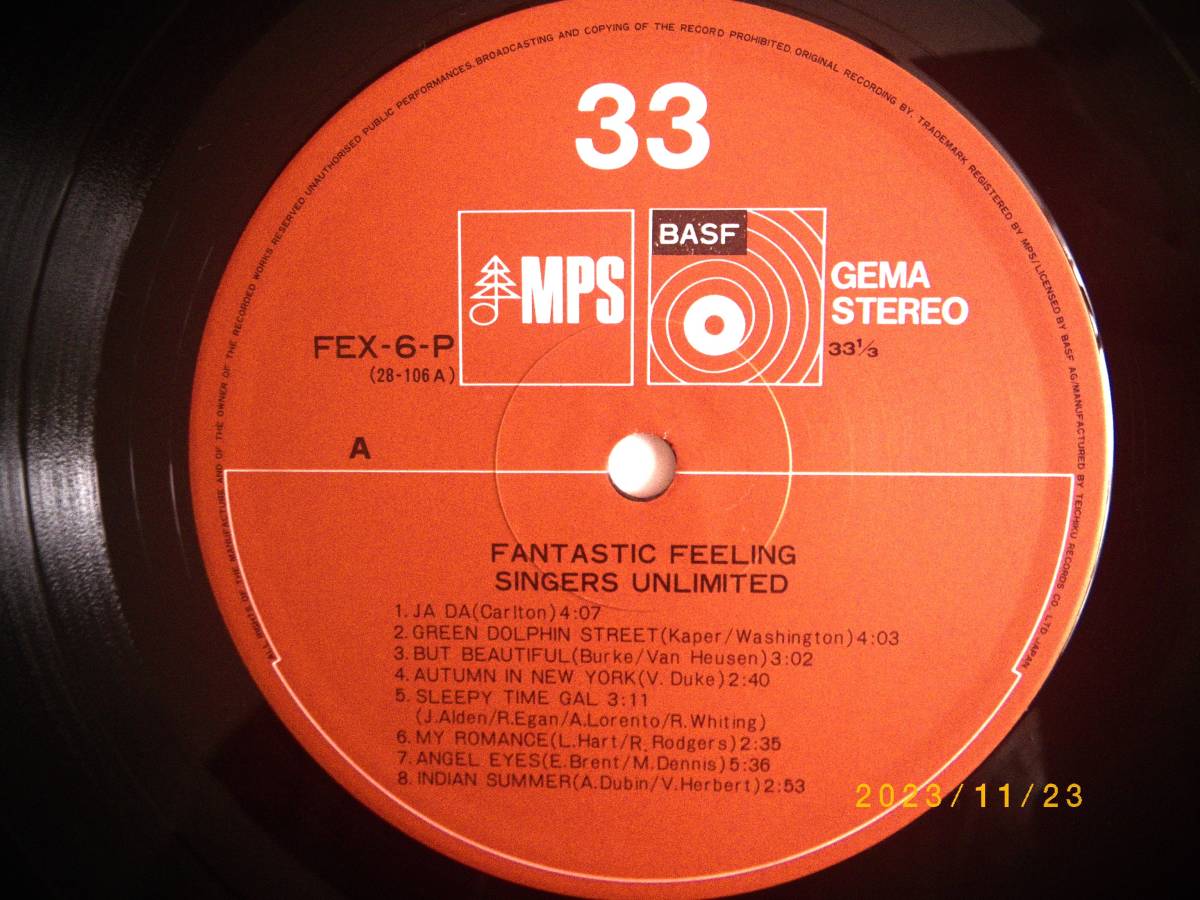 ALL RIGHTS OF THE MANUFACTURE AND OF THE OWNER OF THE RECORDED WORKS RESERVED. UNAUTHORISED PUBLIC PERFORMANCES, BROADCASTING AND COPYING OF THE RECORD PROHIBITED. ORIGINAL RECORDING BY, TRADEMARK REGISTERED BY MPS/LICENSED BY BASF AG/MANUFACTURED BY TEICHIKU RECORDS CO., LTD. JAPAN
33
BASF
MPS
GEMA
STEREO
FEX-6-P
33⅓
(28-106 A)
A
FANTASTIC FEELING
SINGERS UNLIMITED
1. JA DA(Carlton)4:07
2. GREEN DOLPHIN STREET(Kaper/Washington)4:03
3. BUT BEAUTIFUL(Burke/Van Heusen)3:02
4. AUTUMN IN NEW YORK(V. Duke)2:40
5. SLEEPY TIME GAL 3:11
(J.Alden/R.Egan/A.Lorento/R.Whiting)
6. MY ROMANCE(L.Hart/R.Rodgers)2:35
7. ANGEL EYES(E.Brent/M.Dennis)5:36
8. INDIAN SUMMER(A.Dubin/V.Herbert)2:53
2023/11/23